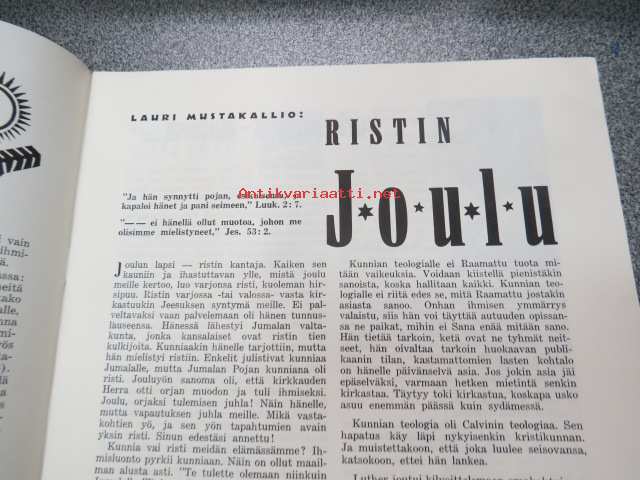 LAURI MUSTAKALLIO:
RISTIN
Joulu
Antikvariaatti.net
"Ja hän synnytti pojan, esikoisensa, ja
kapaloi hänet ja pani seimeen," Luuk. 2: 7.
"— — ei hänellä ollut muotoa, johon me
olisimme mielistyneet", Jes. 53: 2.
Joulun lapsi — ristin kantaja. Kaiken sen
kauniin ja ihastuttavan ylle, mistä joulu
meille kertoo, luo varjonsa risti, kuoleman hir-
sipuu. Ristin varjossa -tai valossa- vasta kir-
kastuukin Jeesuksen syntymä meille. Ei pal-
veltavaksi vaan palvelemaan oli hänen tunnus-
lauseensa. Hänessä lähestyi Jumalan valta-
kunta, jonka kansalaiset ovat ristin tien
kulkijoita. Kunniaakin hänelle tarjottiin, mutta
hän mielistyi ristiin. Enkelit julistivat kunniaa
Jumalalle, mutta Jumalan Pojan kunniana oli
risti. Jouluyön sanoma oli, että kirkkauden
Herra otti orjan muodon ja tuli ihmiseksi.
Joulu, orjaksi tulemisen juhla! Näin hänelle,
mutta vapautuksen juhla meille. Mikä vasta-
kohtien yö, ja sen yön tapahtumien avain
yksin risti. Sinun edestäsi annettu!
Kunnia vai risti meidän elämässämme? Ih-
misluonto pyrkii kunniaan. Näin on ollut maail-
man alusta asti. "Te tulette olemaan niinkuin
Kunnian teologialle ei Raamattu tuota mi-
tään vaikeuksia. Voidaan kiistellä pienistäkin
sanoista, koska hallitaan kaikki. Kunnian teo-
logialle ei riitä edes se, mitä Raamattu jostakin
asiasta sanoo. Onhan ihmisen ymmärrys
valaistu, siis hän voi täyttää autuuden opissan-
sa ne paikat, mihin ei Sana enää mitään sano.
Hän tietää tarkoin, ketä ovat ne tyhmät neit-
seet, hän oivaltaa tarkoin huokaavan publi-
kaanin tilan, kastamattomien lasten kohtalo
on hänelle päivänselvä asia. Jos jokin asia jäi
epäselväksi, varmaan hetken mietintä senkin
kirkastaa. Täytyy toki kirkastua, koskapa usko
asuu enemmän päässä kuin sydämessä.
Kunnian teologia oli Calvinin teologiaa. Sen
hapatus käy läpi nykyisenkin kristikunnan.
Ja muistettakoon, että joka luulee seisovansa,
katsokoon, ettei hän lankea.